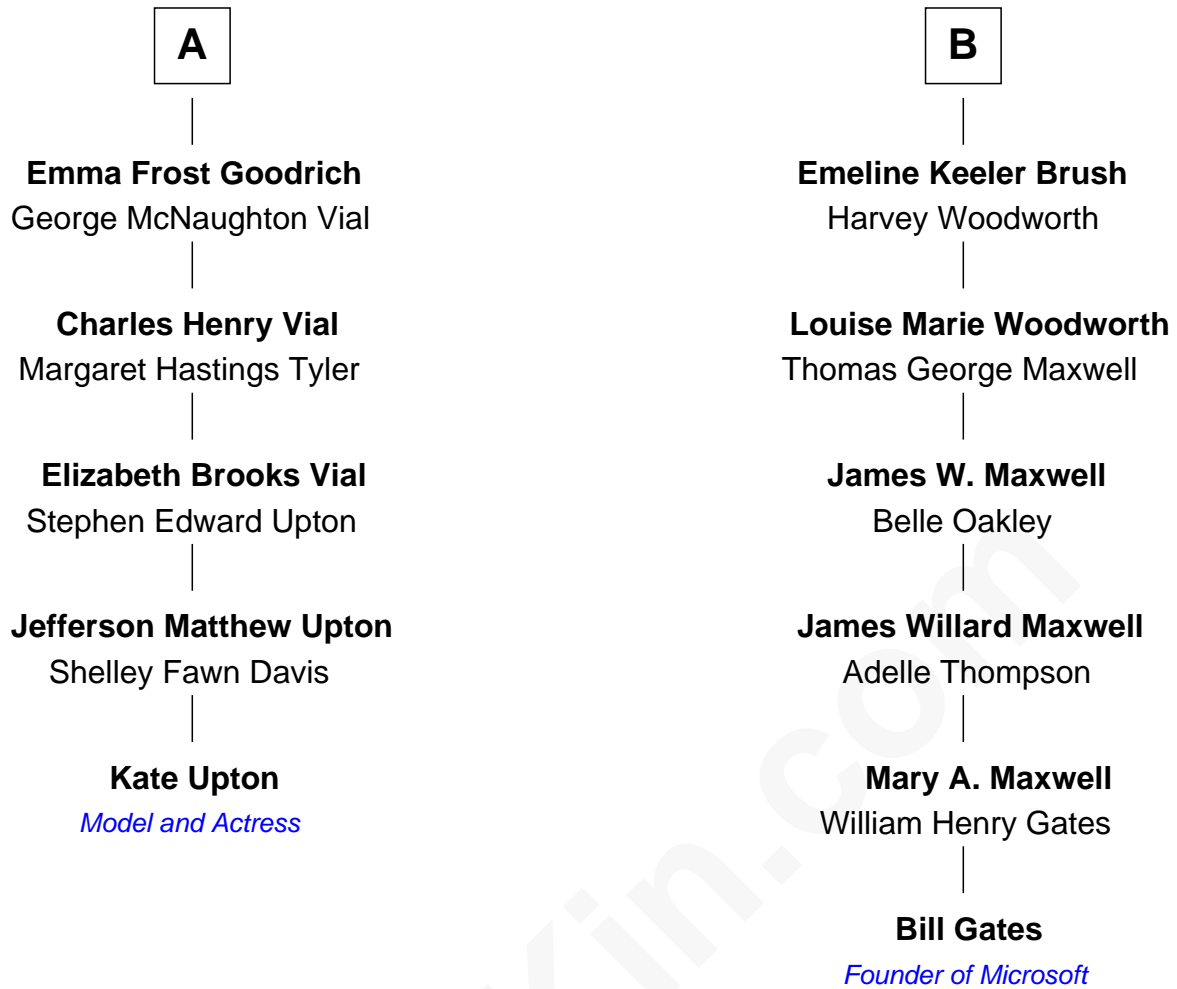 A
Emma Frost Goodrich
George McNaughton Vial
Charles Henry Vial
Margaret Hastings Tyler
Elizabeth Brooks Vial
Stephen Edward Upton
Jefferson Matthew Upton
Shelley Fawn Davis
Kate Upton
Model and Actress
B
Emeline Keeler Brush
Harvey Woodworth
Louise Marie Woodworth
Thomas George Maxwell
James W. Maxwell
Belle Oakley
James Willard Maxwell
Adelle Thompson
Mary A. Maxwell
William Henry Gates
Bill Gates
Founder of Microsoft
Kin.com